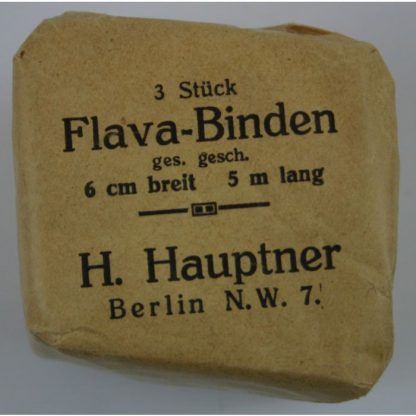 3 Stück
Flava-Binden
ges. gesch.
6 cm breit 5 m lang
H. Hauptner
Berlin N.W. 7.